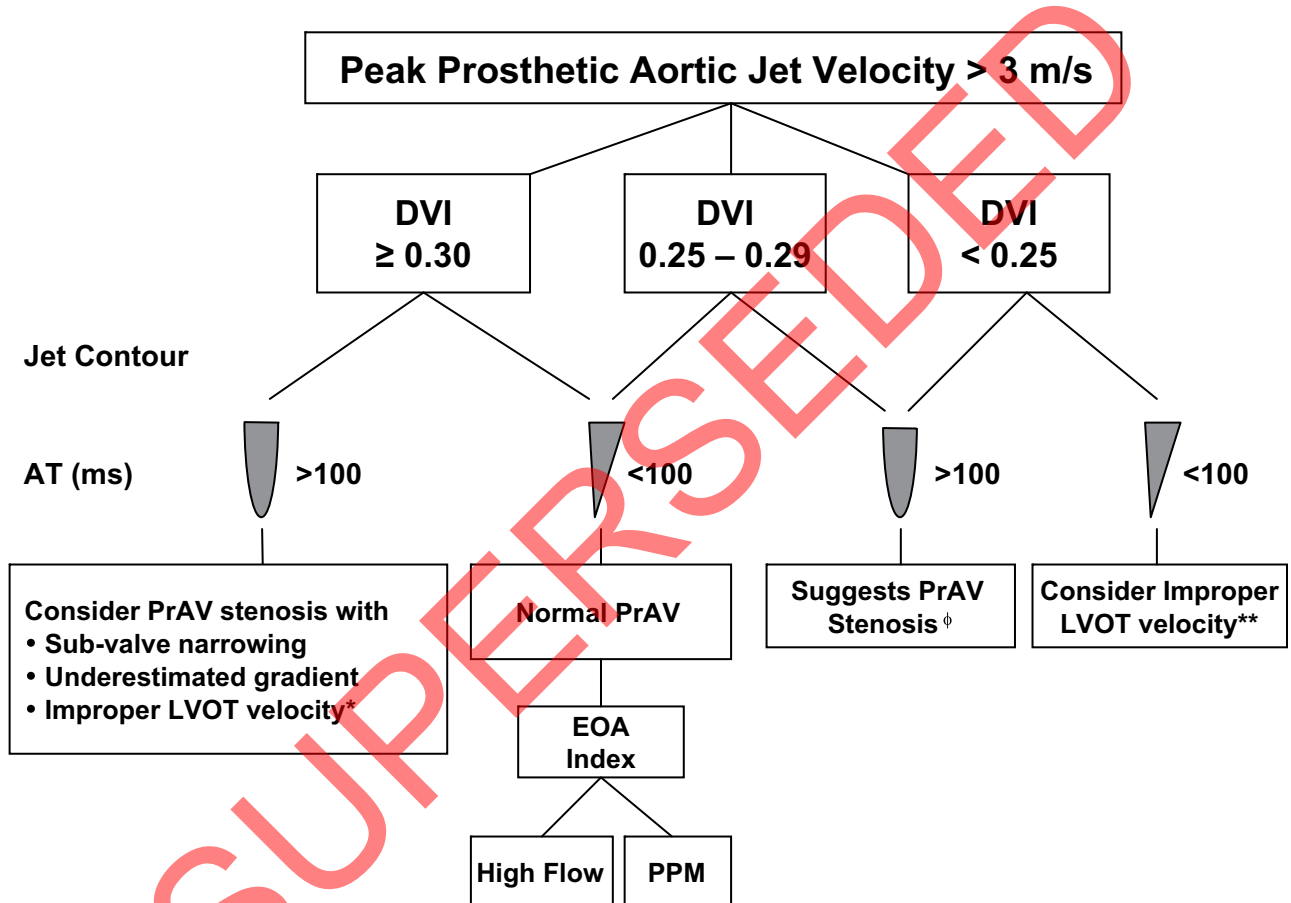 Peak Prosthetic Aortic Jet Velocity > 3 m/s
DVI
≥ 0.30
DVI
0.25 – 0.29
DVI
< 0.25
Jet Contour
AT (ms)
>100
<100
>100
<100
Consider PrAV stenosis with
• Sub-valve narrowing
• Underestimated gradient
• Improper LVOT velocity*
Normal PrAV
Suggests PrAV
Stenosis ϕ
Consider Improper
LVOT velocity**
EOA
Index
High Flow
PPM
SUPERSEDED